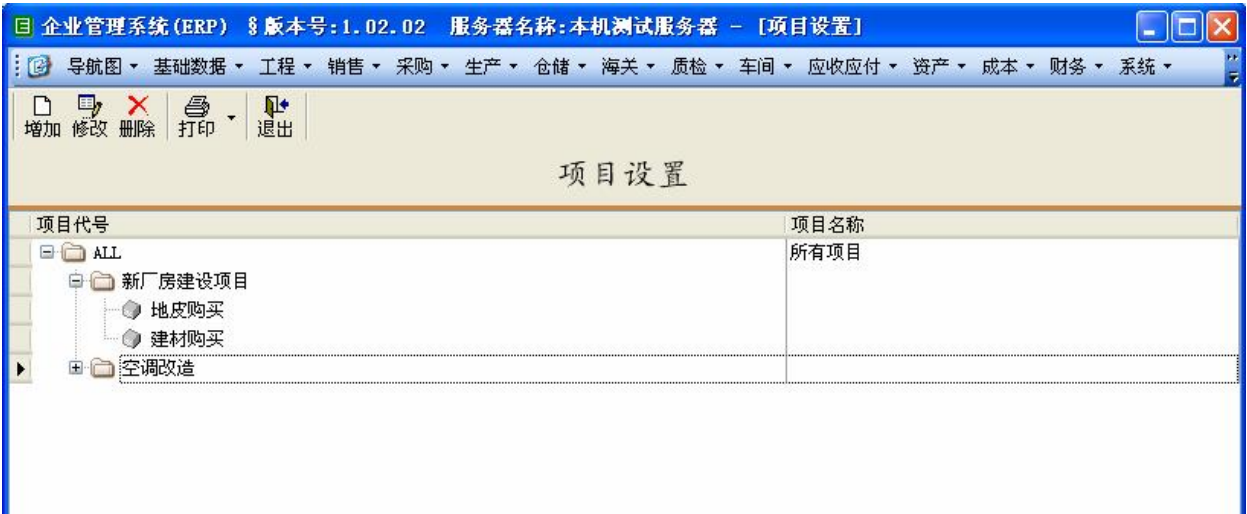 企业管理系统(ERP) §版本号:1.02.02 服务器名称:本机测试服务器 - [项目设置]
导航图 基础数据 工程 销售 采购 生产 仓储 海关 质检 车间 应收应付 资产 成本 财务 系统
增加 修改 删除 打印 退出
项目设置
项目代号 项目名称
ALL 所有项目
新厂房建设项目
地皮购买
建材购买
空调改造